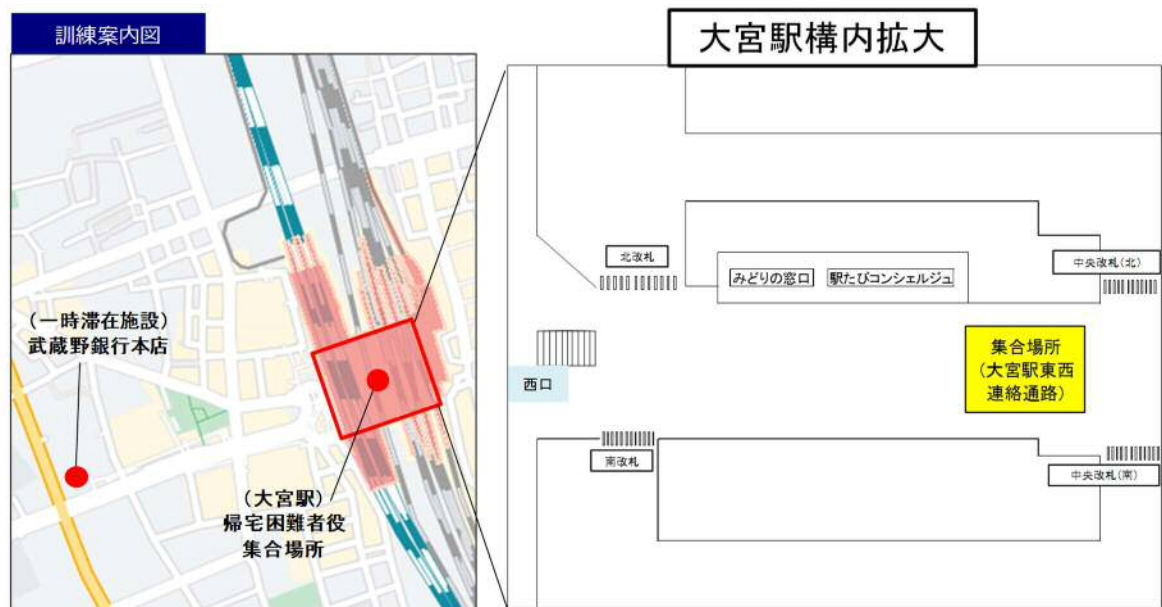 訓練案内図
大宮駅構内拡大
(一時滞在施設)
武蔵野銀行本店
(大宮駅)
帰宅困難者役
集合場所
北改札
みどりの窓口
駅たびコンシェルジュ
中央改札(北)
集合場所
(大宮駅東西
連絡通路)
西口
南改札
中央改札(南)